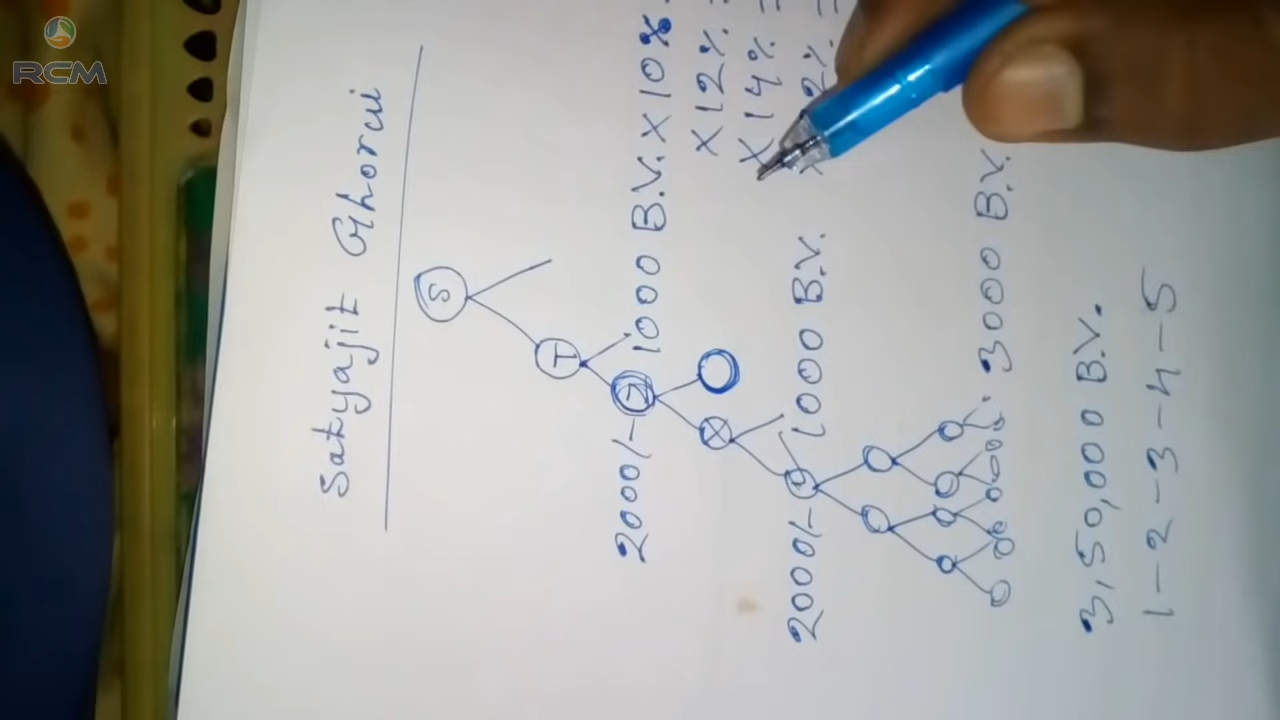 RCM
Satyajit Ghorui
S
T
2000/- 1000 B.V. X 10%
X 12% =
X 14% =
2% =
2000/- 1000 B.V.
3000 B.V.
3,50,000 B.V.
1-2-3-4-5